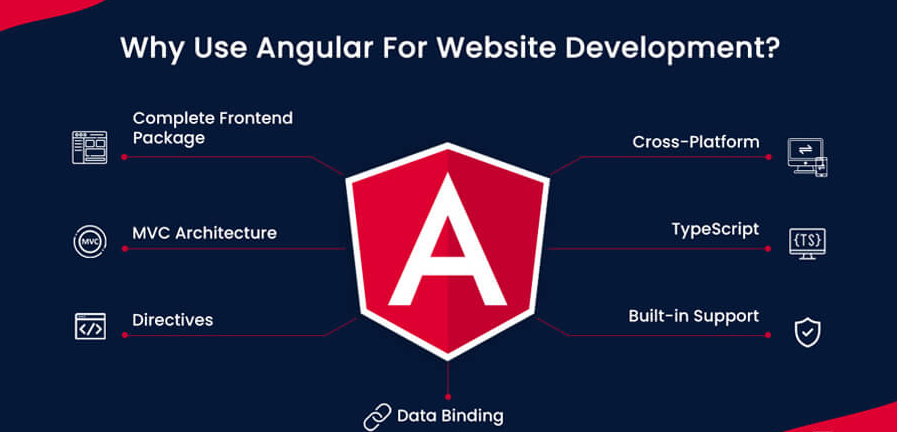 Why Use Angular For Website Development?
Complete Frontend
Package
MVC
MVC Architecture
</>
Directives
A
Cross-Platform
TypeScript
{TS}
Built-in Support
Data Binding